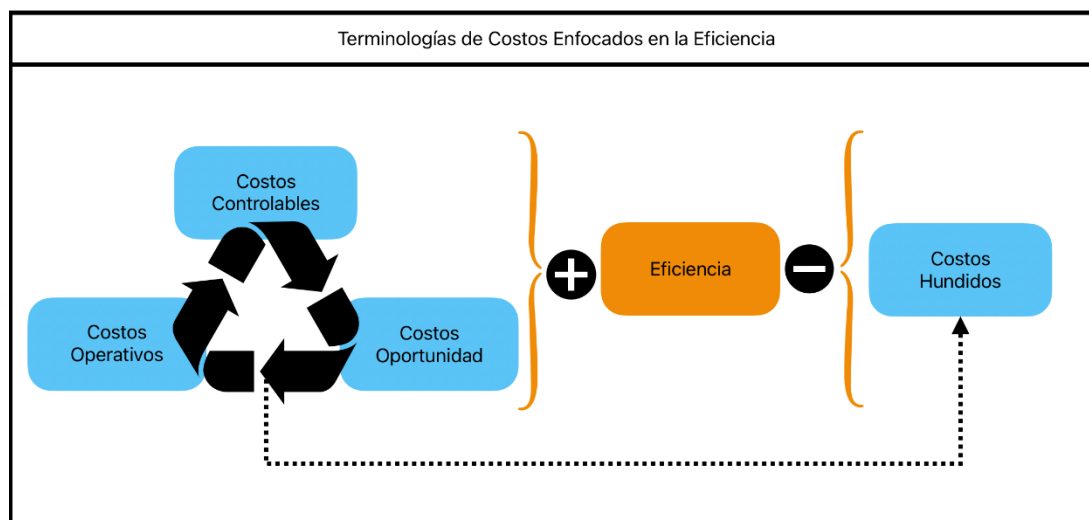 Terminologías de Costos Enfocados en la Eficiencia
Costos
Controlables
Costos
Operativos
Costos
Oportunidad
Eficiencia
Costos
Hundidos